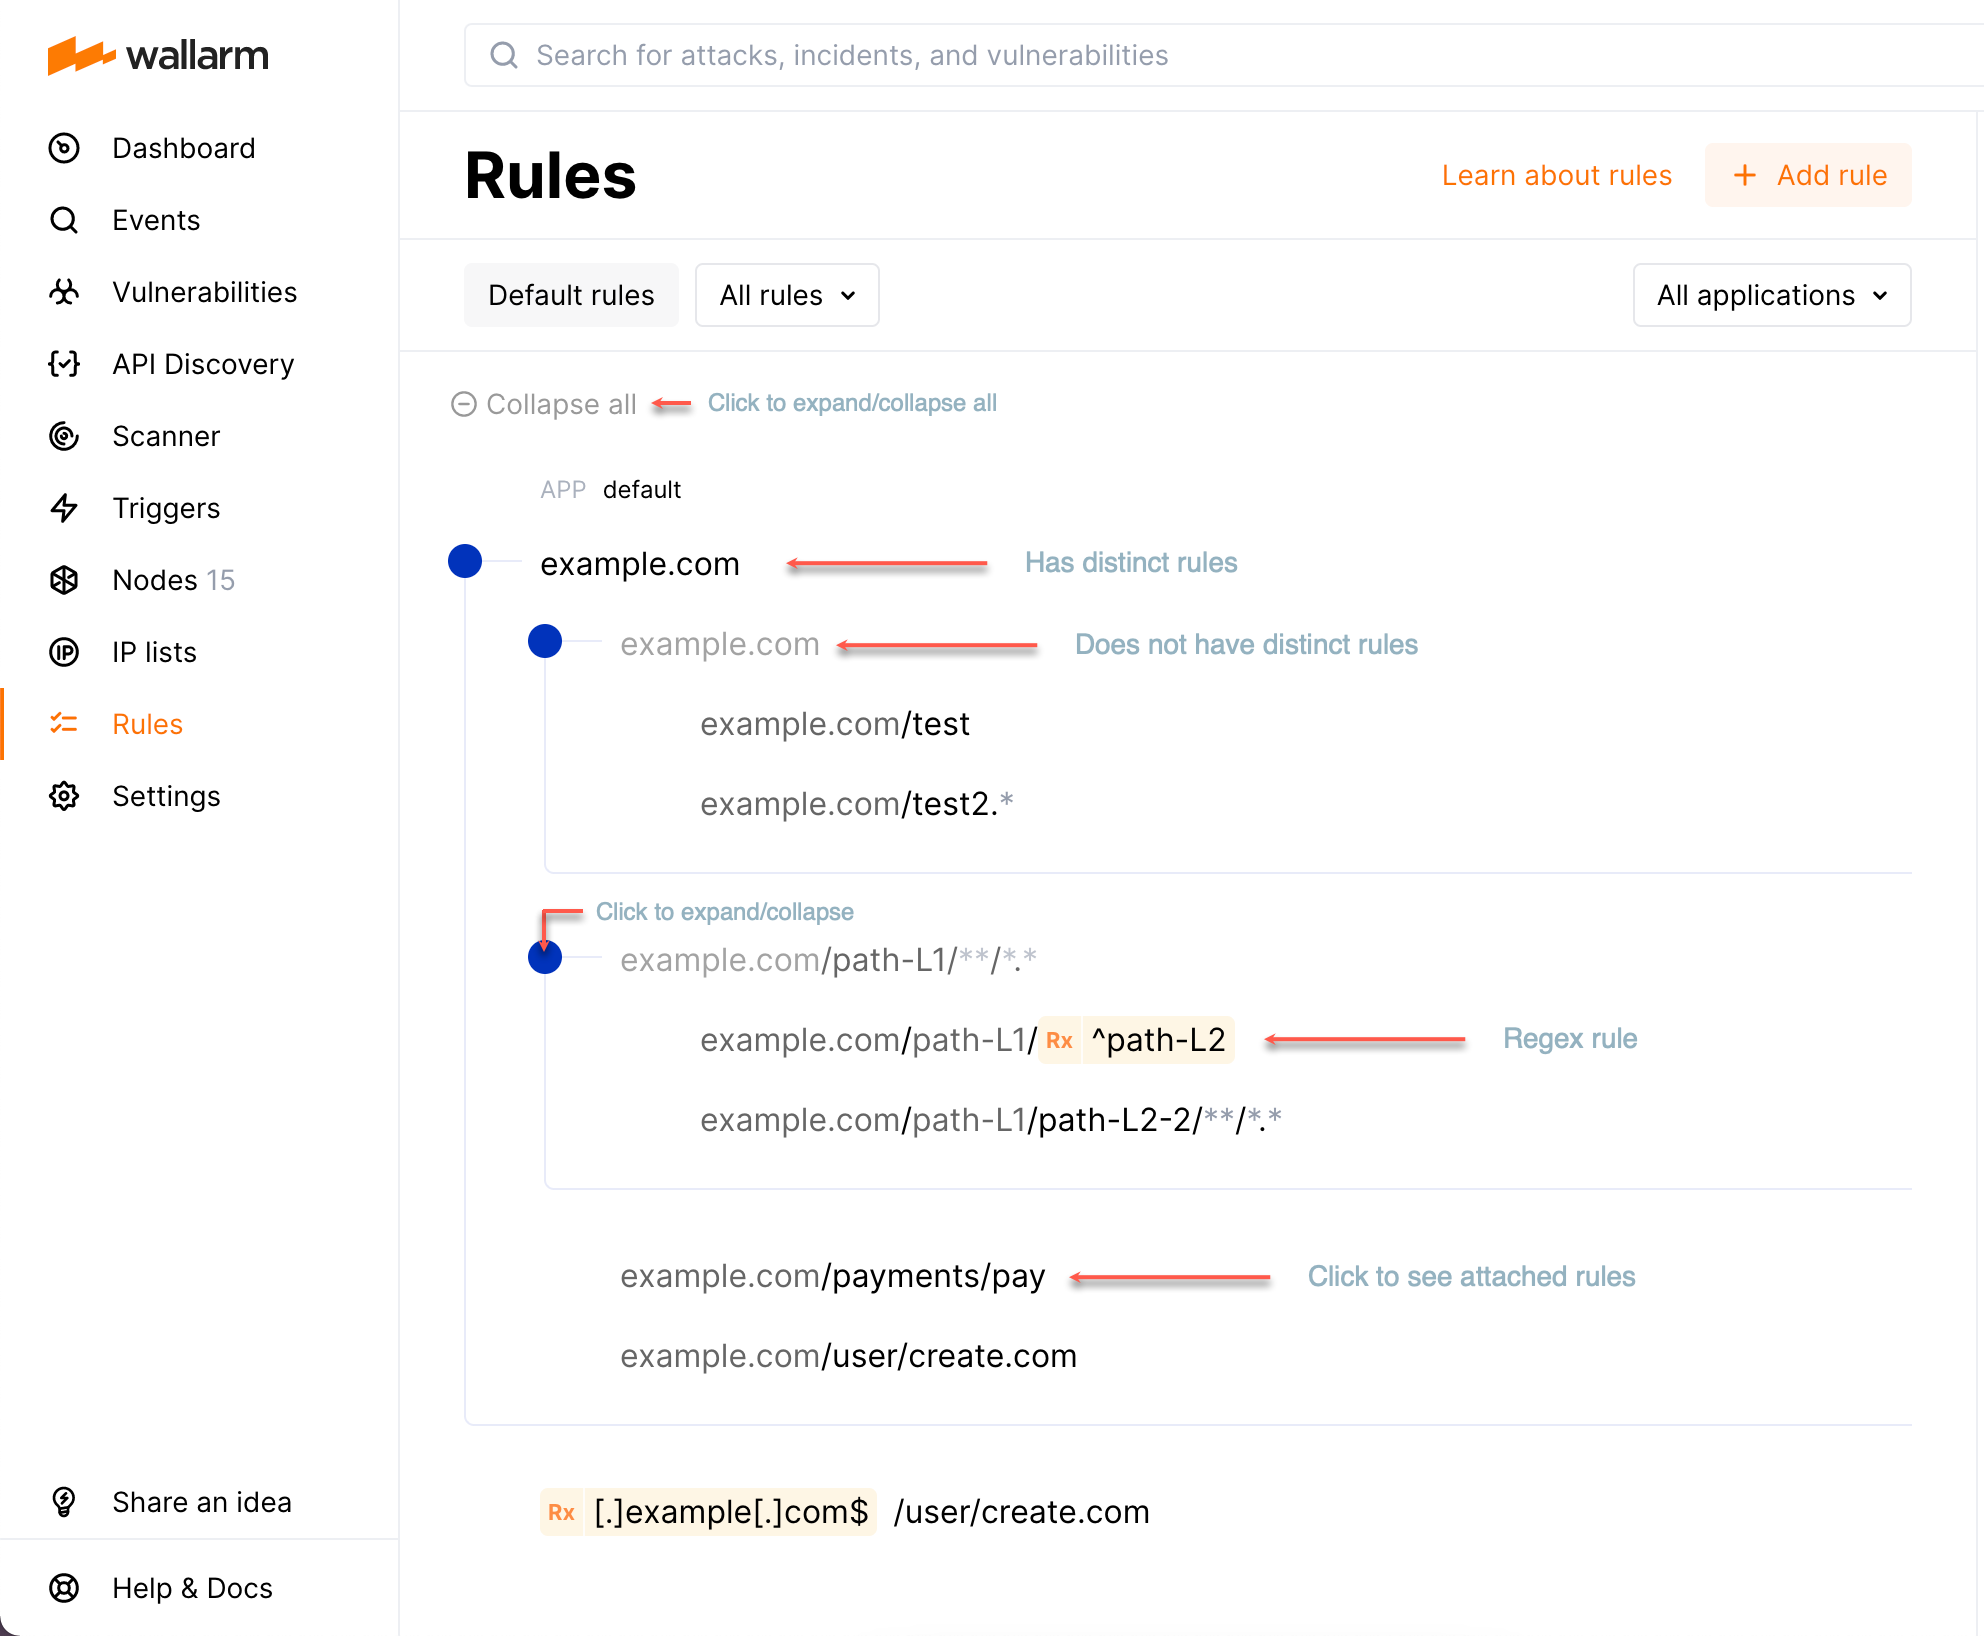 wallarm
Search for attacks, incidents, and vulnerabilities
Dashboard
Events
Vulnerabilities
API Discovery
Scanner
Triggers
Nodes 15
IP lists
Rules
Settings
Share an idea
Help & Docs
Rules
Learn about rules
+ Add rule
Default rules
All rules
All applications
Collapse all
Click to expand/collapse all
APP default
example.com
Has distinct rules
example.com
Does not have distinct rules
example.com/test
example.com/test2.*
Click to expand/collapse
example.com/path-L1/**/*.*
example.com/path-L1/ Rx ^path-L2
Regex rule
example.com/path-L1/path-L2-2/**/*.*
example.com/payments/pay
Click to see attached rules
example.com/user/create.com
Rx [.]example[.]com$ /user/create.com